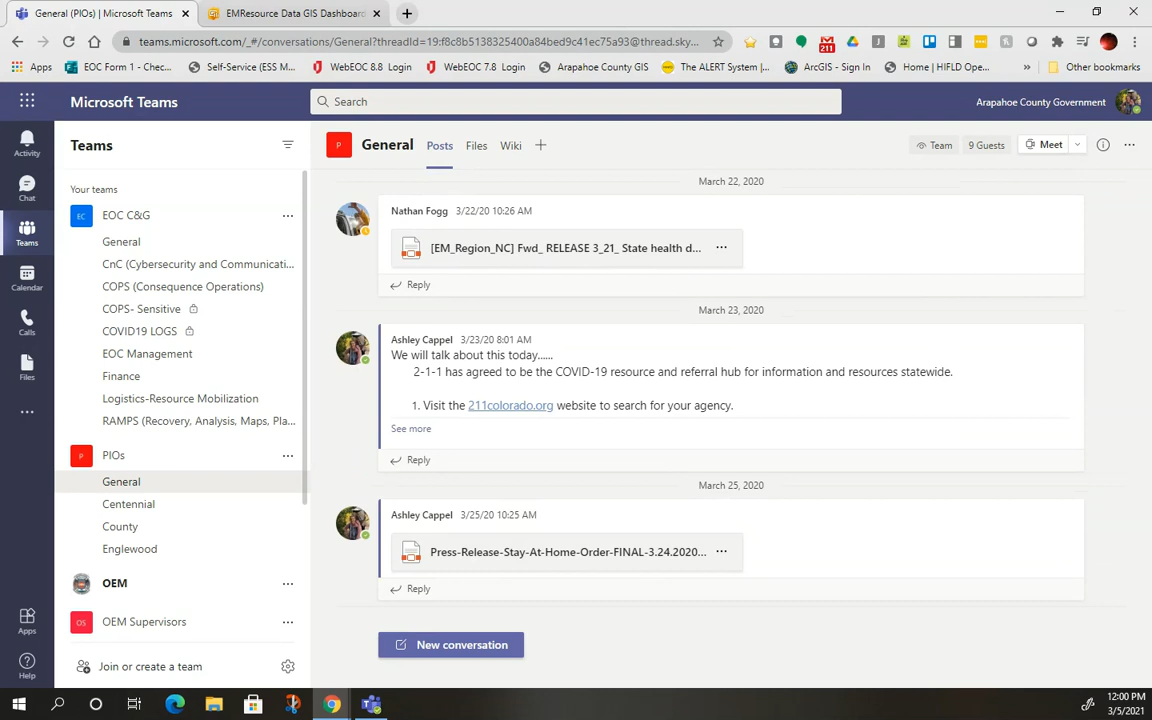 General (PIOs) | Microsoft Teams
EMResource Data GIS Dashboard
teams.microsoft.com/_#/conversations/General?threadId=19:f8c8b5138325400a84bed9c41ec75a93@thread.sky...
211
Apps
EOC Form 1 - Chec...
Self-Service (ESS M...
WebEOC 8.8 Login
WebEOC 7.8 Login
Arapahoe County GIS
The ALERT System |...
ArcGIS - Sign In
Home | HIFLD Ope...
»
Other bookmarks
Microsoft Teams
Search
Arapahoe County Government
Activity
Chat
Teams
Calendar
Calls
Files
Apps
Help
Teams
Your teams
EC
EOC C&G
General
CnC (Cybersecurity and Communicati...
COPS (Consequence Operations)
COPS- Sensitive
COVID19 LOGS
EOC Management
Finance
Logistics-Resource Mobilization
RAMPS (Recovery, Analysis, Maps, Pla...
P
PIOs
General
Centennial
County
Englewood
OEM
OS
OEM Supervisors
Join or create a team
P
General
Posts
Files
Wiki
Team
9 Guests
Meet
March 22, 2020
Nathan Fogg 3/22/20 10:26 AM
[EM_Region_NC] Fwd_ RELEASE 3_21_ State health d...
Reply
March 23, 2020
Ashley Cappel 3/23/20 8:01 AM
We will talk about this today......
2-1-1 has agreed to be the COVID-19 resource and referral hub for information and resources statewide.
1. Visit the 211colorado.org website to search for your agency.
See more
Reply
March 25, 2020
Ashley Cappel 3/25/20 10:25 AM
Press-Release-Stay-At-Home-Order-FINAL-3.24.2020...
Reply
New conversation
12:00 PM
3/5/2021